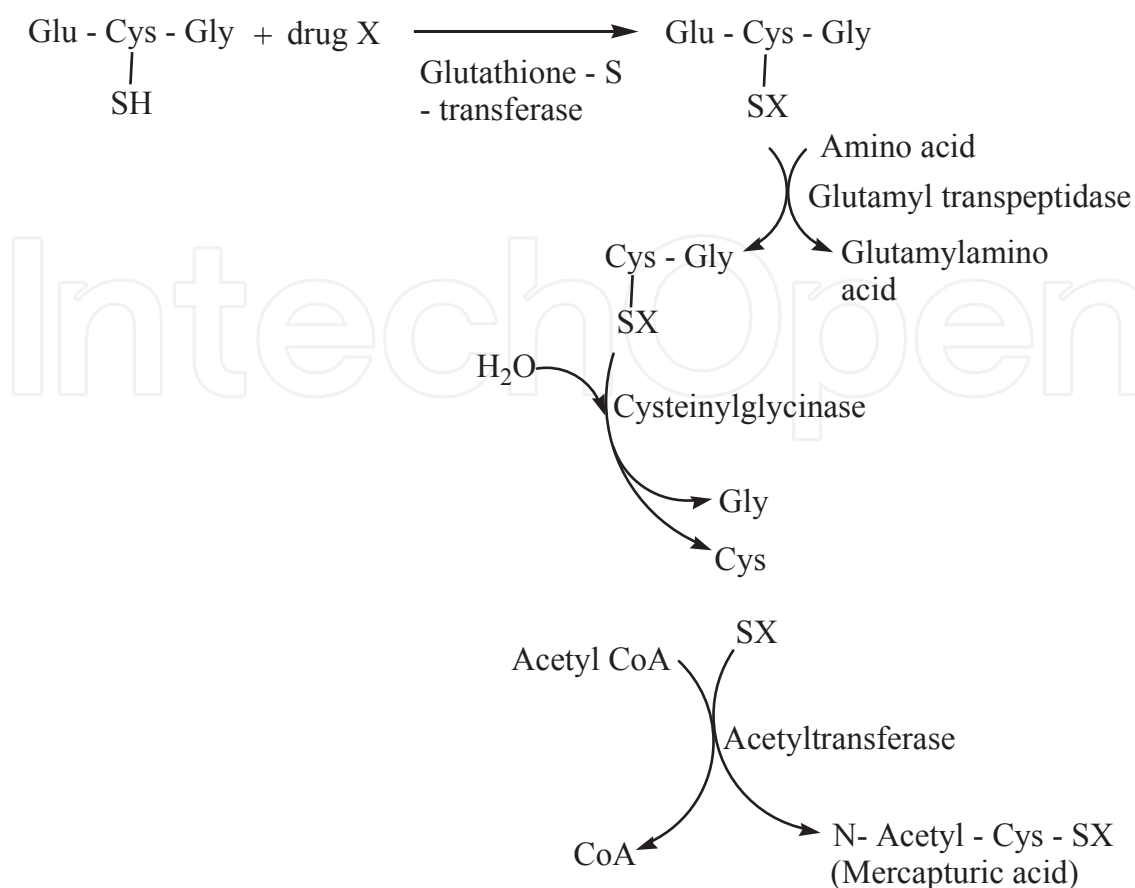 Glu - Cys - Gly + drug X
Glu - Cys - Gly
SH
Glutathione - S
- transferase
SX
Amino acid
Glutamyl transpeptidase
Cys - Gly
Glutamylamino
acid
SX
IntechOpen
H₂O
Cysteinylglycinase
Gly
Cys
SX
Acetyl CoA
Acetyltransferase
CoA
N- Acetyl - Cys - SX
(Mercapturic acid)